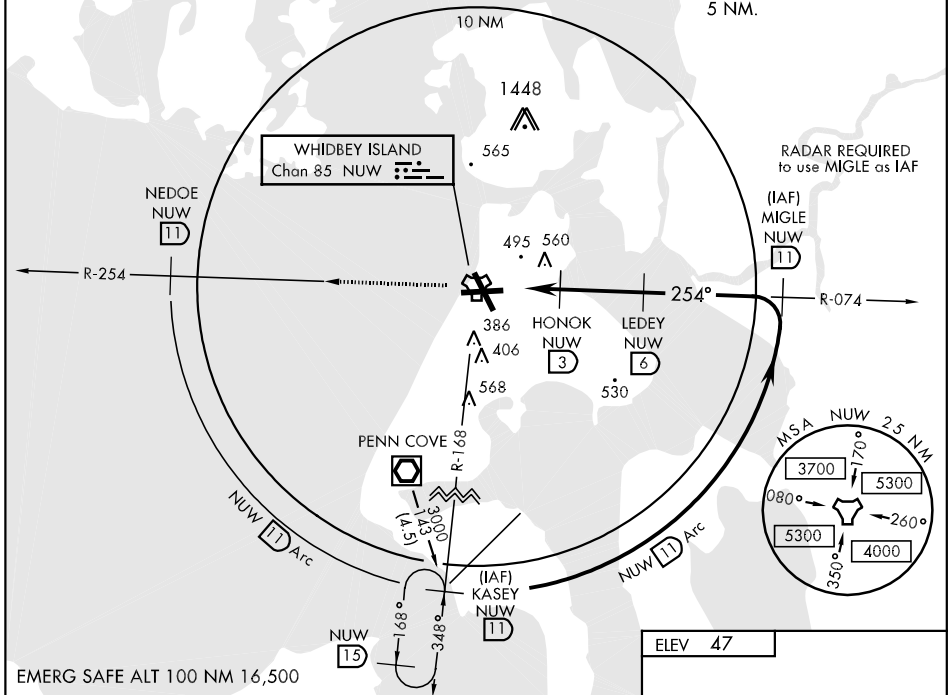 5 NM.
10 NM
1448
WHIDBEY ISLAND
Chan 85 NUW
565
RADAR REQUIRED
to use MIGLE as IAF
NEDOE
NUW
11
(IAF)
MIGLE
NUW
11
495 560
R-254
254°
R-074
HONOK
NUW
3
LEDEY
NUW
6
386
406
568
530
R-168
PENN COVE
3000
143
(4.5)
MSA NUW 25 NM
3700
170°
5300
080°
260°
5300
350°
4000
NUW 11 Arc
NUW 11 Arc
(IAF)
KASEY
NUW
11
168°
348°
NUW
15
ELEV 47
EMERG SAFE ALT 100 NM 16,500